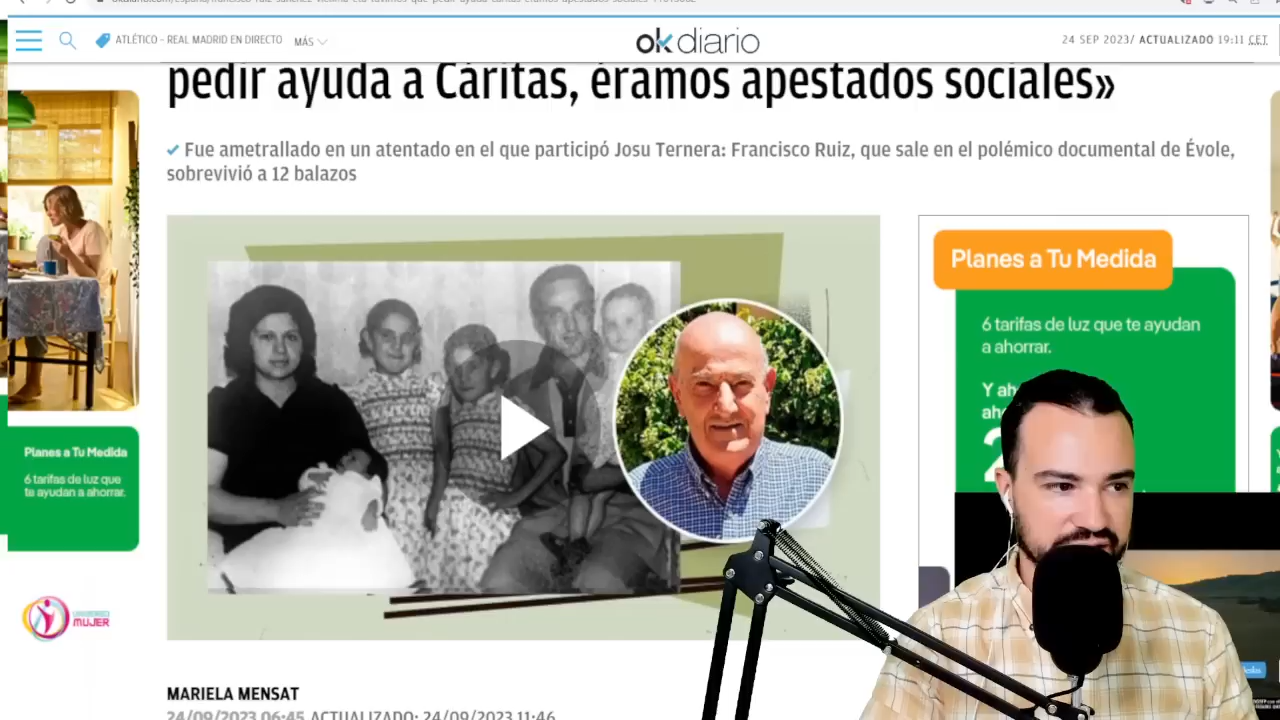 ATLÉTICO – REAL MADRID EN DIRECTO
MÁS
okdiario
24 SEP 2023/ ACTUALIZADO 19:11 CET
pedir ayuda a Cáritas, éramos apestados sociales»
Fue ametrallado en un atentado en el que participó Josu Ternera: Francisco Ruiz, que sale en el polémico documental de Évole,
sobrevivió a 12 balazos
Planes a Tu Medida
6 tarifas de luz que te ayudan
a ahorrar.
Y aho
aho
2
Planes a Tu Medida
6 tarifas de luz que
te ayudan a ahorrar.
MUJER
MARIELA MENSAT
24/09/2023 06:45 ACTUALIZADO: 24/09/2023 11:46